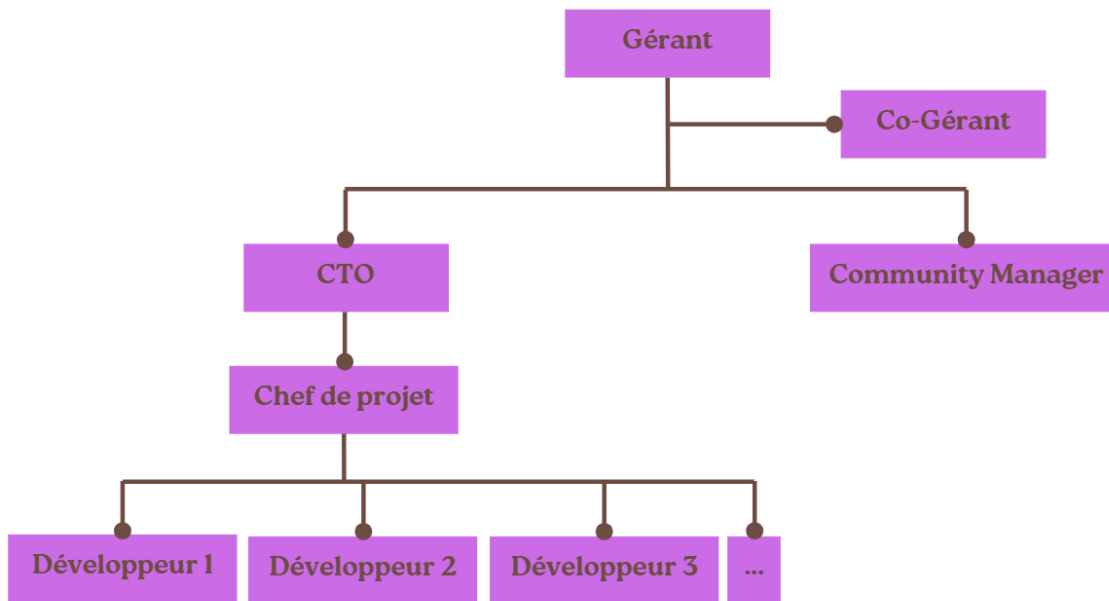 Gérant
Co-Gérant
CTO
Community Manager
Chef de projet
Développeur 1
Développeur 2
Développeur 3
...